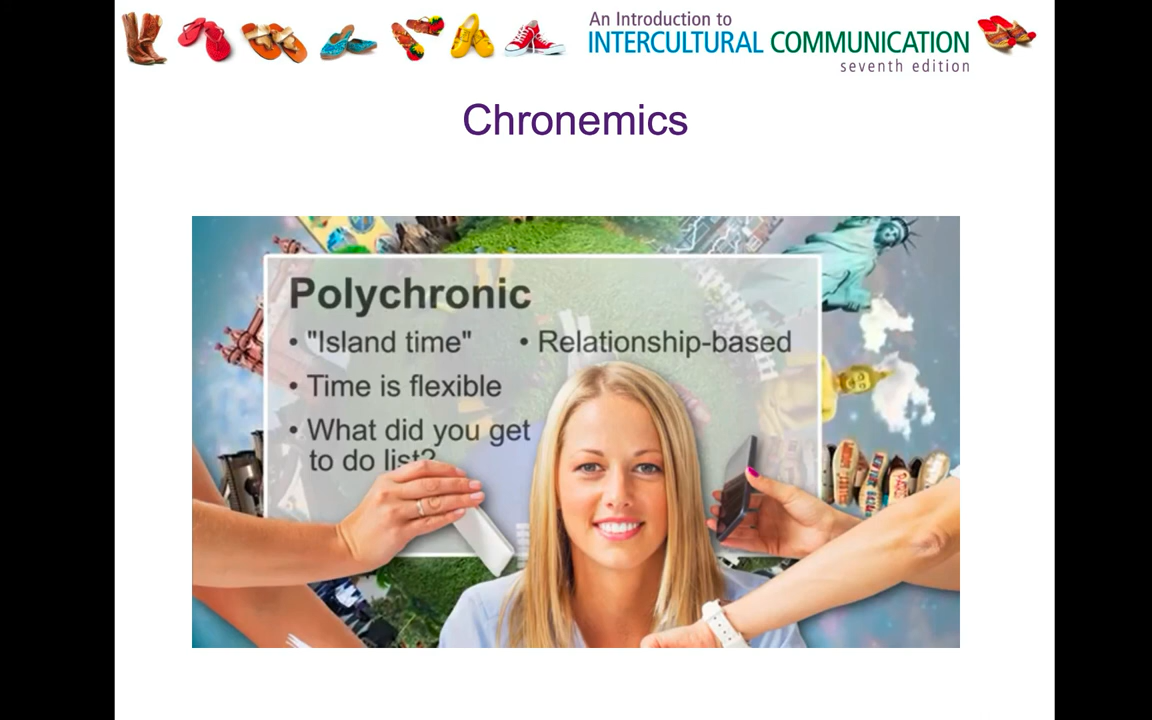 An Introduction to
INTERCULTURAL COMMUNICATION
seventh edition
Chronemics
Polychronic
• "Island time"
• Relationship-based
• Time is flexible
• What did you get
to do list?